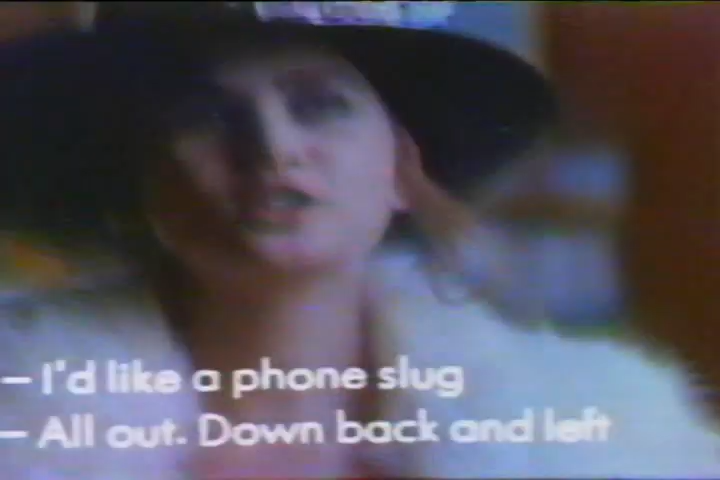 – I'd like a phone slug
– All out. Down back and left